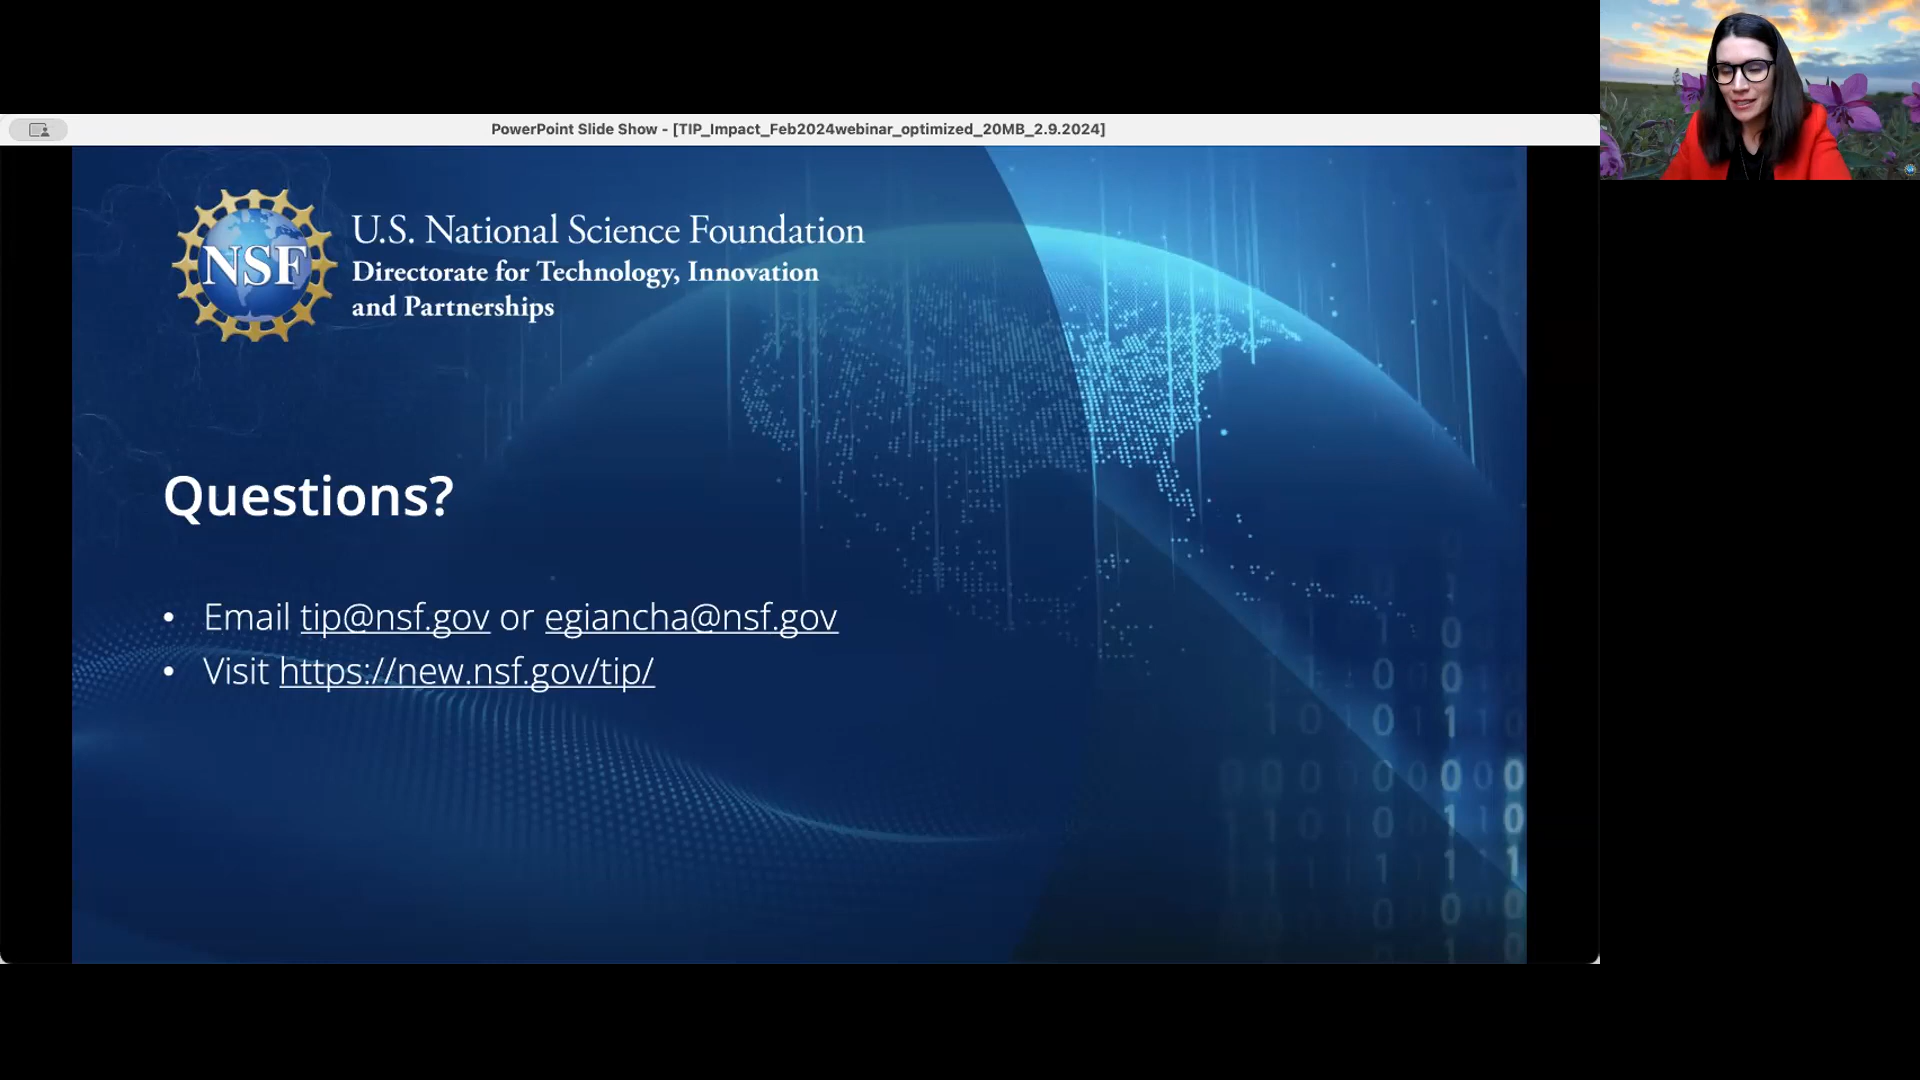 PowerPoint Slide Show - [TIP_Impact_Feb2024webinar_optimized_20MB_2.9.2024]
NSF
U.S. National Science Foundation
Directorate for Technology, Innovation
and Partnerships
Questions?
• Email tip@nsf.gov or egiancha@nsf.gov
• Visit https://new.nsf.gov/tip/